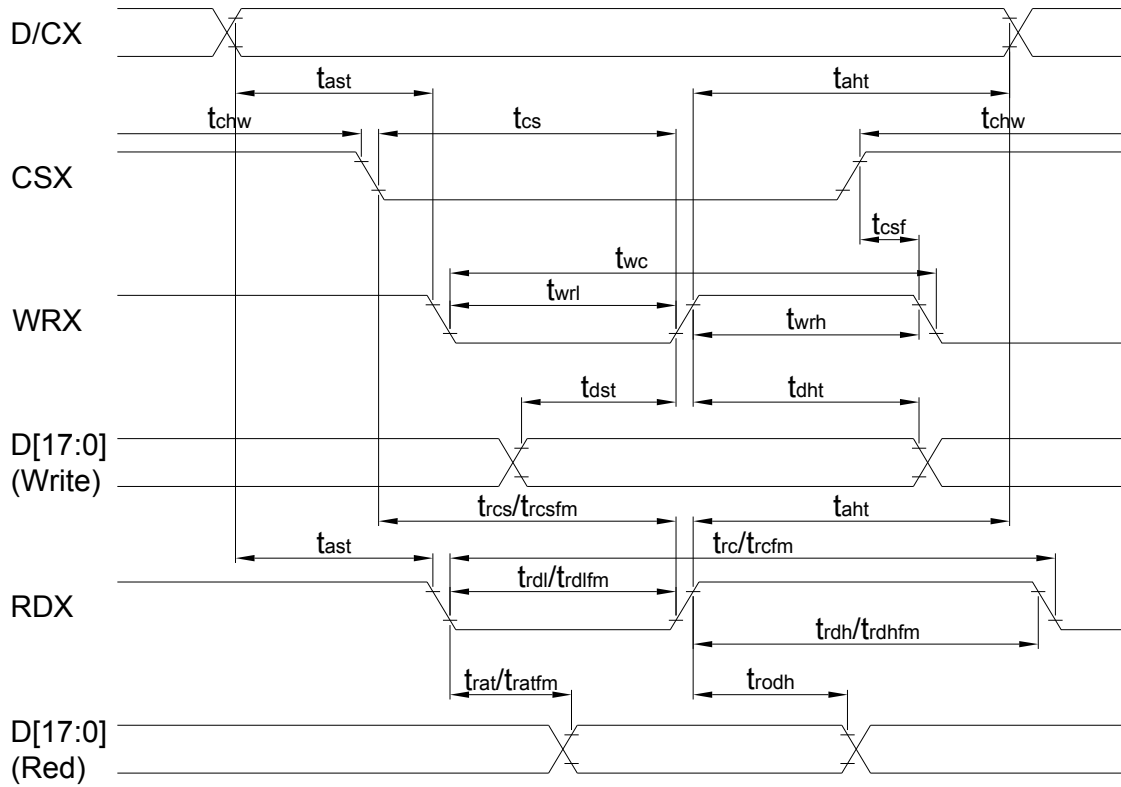 D/CX
tast
taht
tchw
tcs
tchw
CSX
tcsf
twc
twrl
WRX
twrh
tdst
tdht
D[17:0]
(Write)
trcs/trcsfm
taht
tast
trc/trcfm
trdl/trdlfm
RDX
trdh/trdhfm
trat/tratfm
trodh
D[17:0]
(Red)